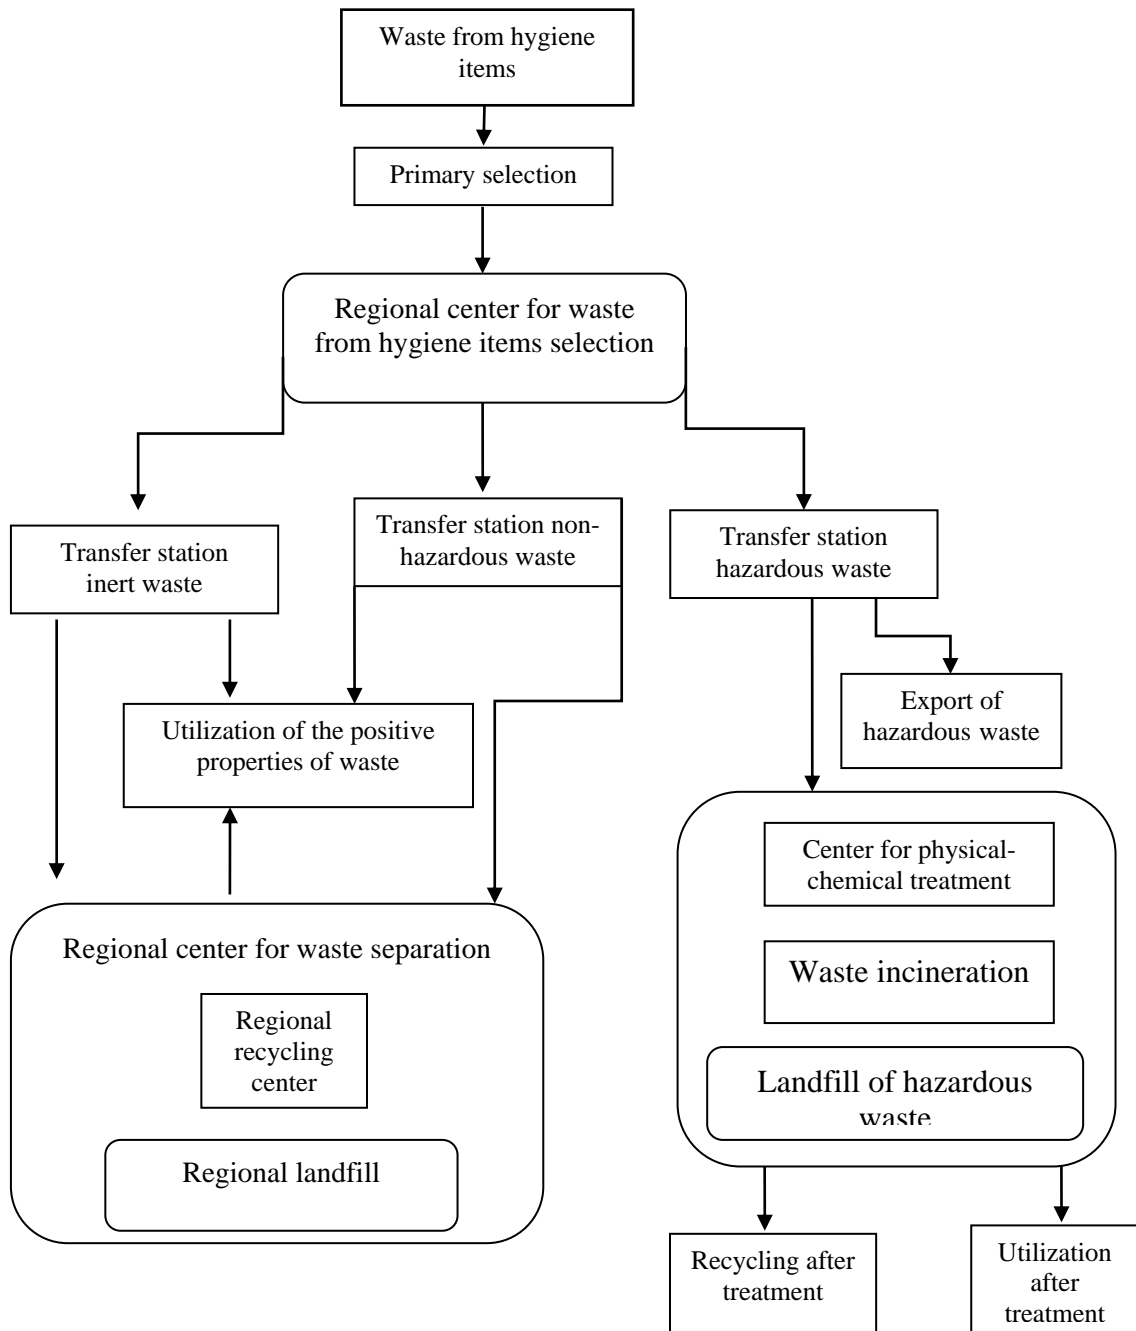 Waste from hygiene
items
Primary selection
Regional center for waste
from hygiene items selection
Transfer station
inert waste
Transfer station non-
hazardous waste
Transfer station
hazardous waste
Export of
hazardous waste
Utilization of the positive
properties of waste
Regional center for waste separation
Regional
recycling
center
Regional landfill
Center for physical-
chemical treatment
Waste incineration
Landfill of hazardous
waste
Recycling after
treatment
Utilization
after
treatment